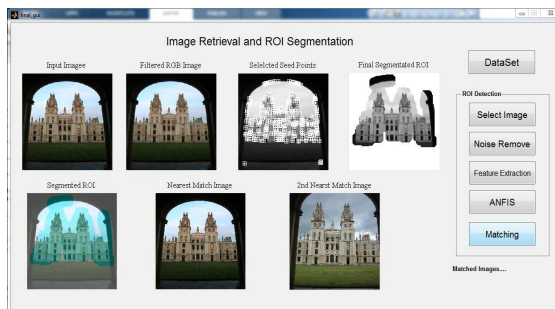 final_gui
Image Retrieval and ROI Segmentation
Input Imagee
Filtered RGB Image
Selelcted Seed Points
Final Segmentated ROI
Segmented ROI
Nearest Match Image
2nd Nearst Match Image
DataSet
ROI Detection
Select Image
Noise Remove
Feature Extraction
ANFIS
Matching
Matched Images....